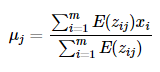 μ_j = \frac{\sum_{i=1}^{m} E(z_{ij}) x_i}{\sum_{i=1}^{m} E(z_{ij})}